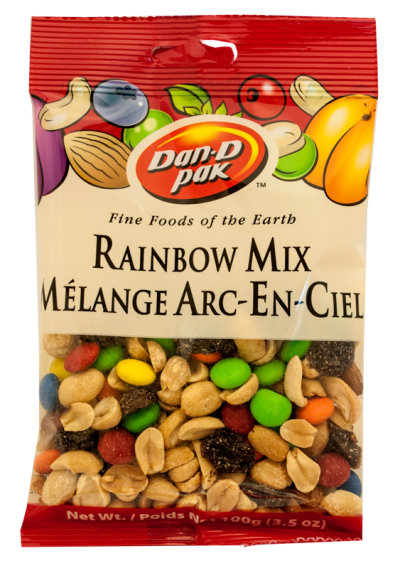 Dan-D
pak
TM
Fine Foods of the Earth
RAINBOW MIX
MÉLANGE ARC-EN-CIEL
Net Wt. / Poids Net 100g (3.5 oz)